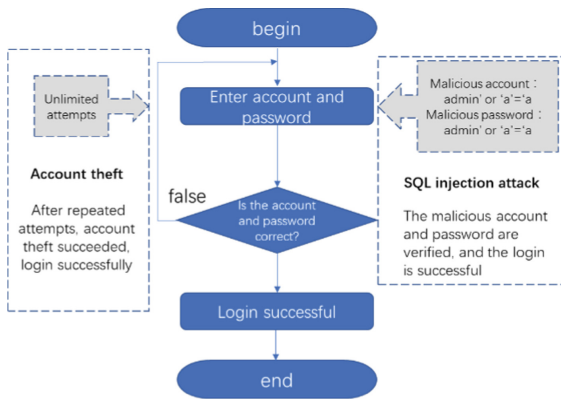 begin
Unlimited
attempts
Enter account and
password
Malicious account：
admin' or 'a'='a
Malicious password：
admin' or 'a'='a
Account theft
After repeated
attempts, account
theft succeeded,
login successfully
false
Is the account
and password
correct?
SQL injection attack
The malicious account
and password are
verified, and the login
is successful
Login successful
end